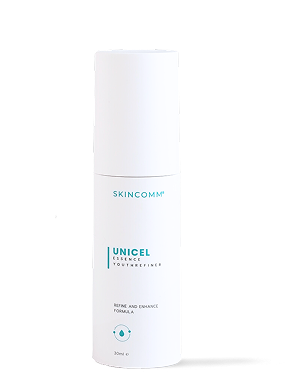 SKINCOMM®
UNICEL
ESSENCE
YOUTHREFINER
REFINE AND ENHANCE
FORMULA
30ml ℮